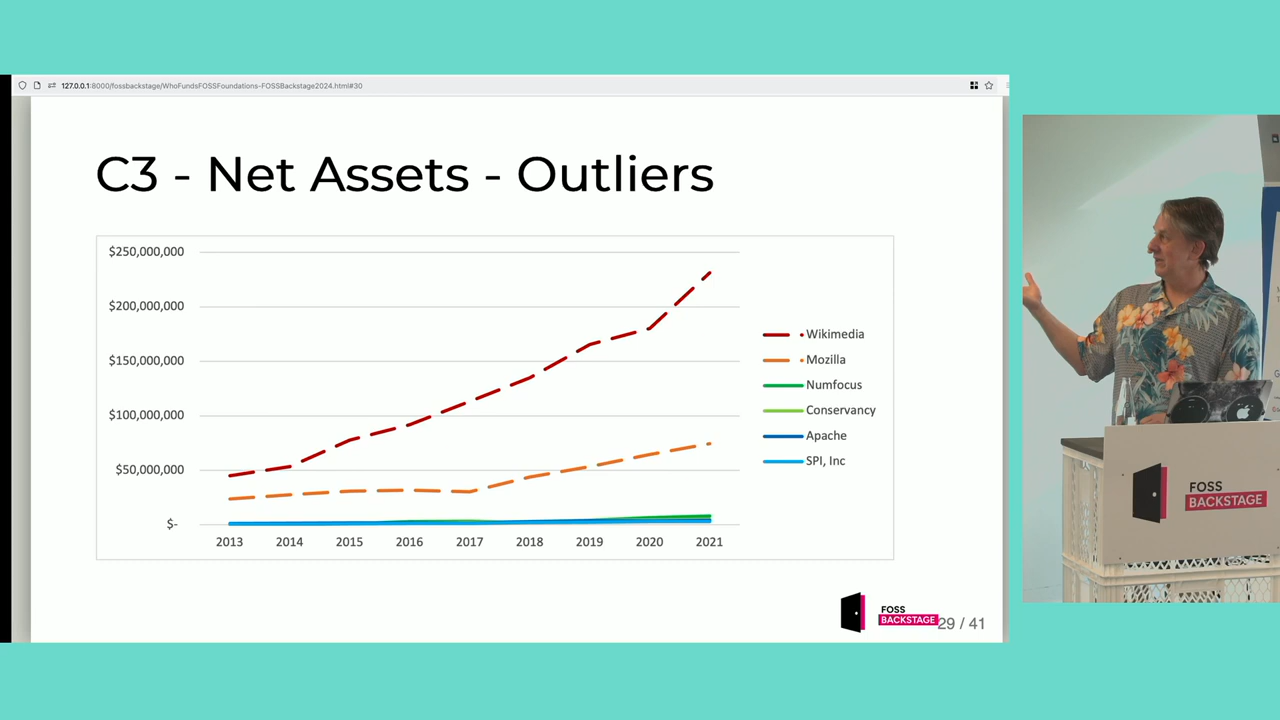 127.0.0.1:8000/fossbackstage/WhoFundsFOSSFoundations-FOSSBackstage2024.html#30
C3 - Net Assets - Outliers
$250,000,000
$200,000,000
$150,000,000
$100,000,000
$50,000,000
$-
2013 2014 2015 2016 2017 2018 2019 2020 2021
Wikimedia
Mozilla
Numfocus
Conservancy
Apache
SPI, Inc
FOSS
BACKSTAGE
29 / 41
FOSS
BACKSTAGE